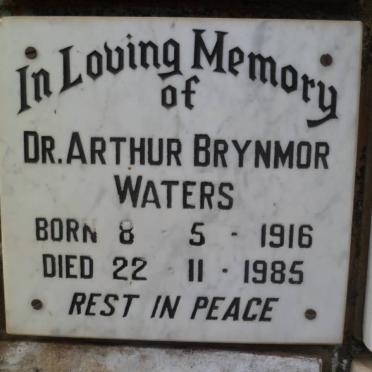 In Loving Memory
of
DR. ARTHUR BRYNMOR
WATERS
BORN 8 5 - 1916
DIED 22 11 - 1985
REST IN PEACE